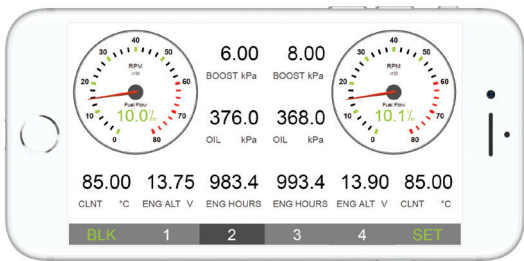 40
30 50
RPM
x100
20 60
Fuel Flow
10.0
10 70
0 80
6.00 8.00
BOOST kPa BOOST kPa
376.0 368.0
OIL kPa OIL kPa
40
30 50
RPM
x100
20 60
Fuel Flow
10.1
10 70
0 80
85.00 13.75 983.4 993.4 13.90 85.00
CLNT °C ENG ALT V ENG HOURS ENG HOURS ENG ALT V CLNT °C
BLK 1 2 3 4 SET